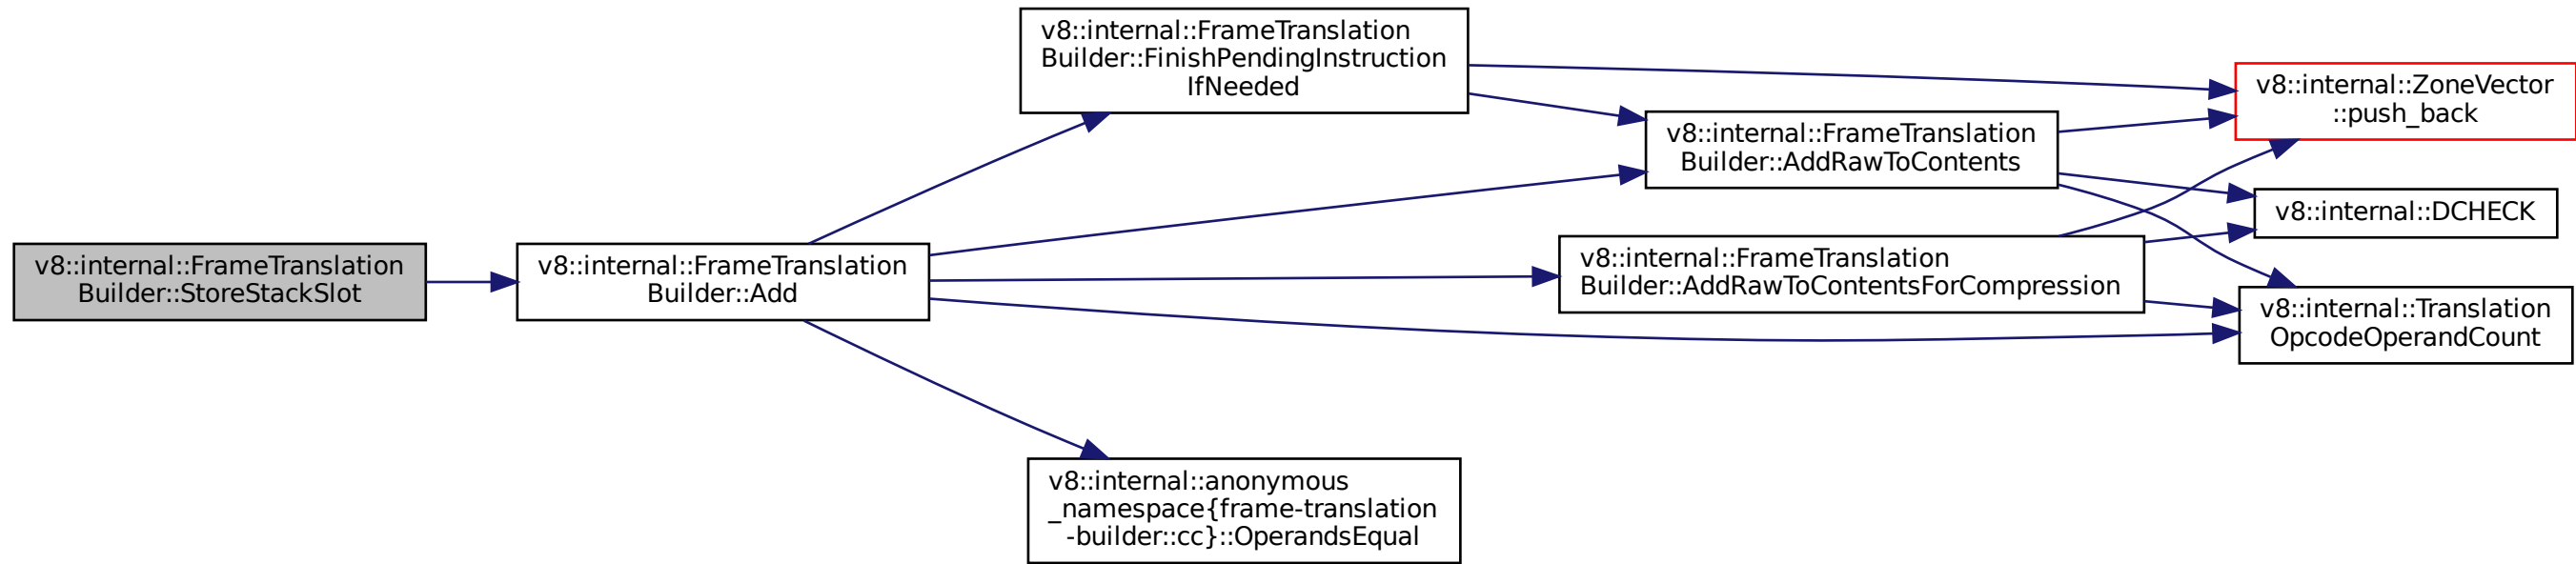 v8::internal::FrameTranslation
Builder::StoreStackSlot
v8::internal::FrameTranslation
Builder::Add
v8::internal::FrameTranslation
Builder::FinishPendingInstruction
IfNeeded
v8::internal::FrameTranslation
Builder::AddRawToContents
v8::internal::FrameTranslation
Builder::AddRawToContentsForCompression
v8::internal::anonymous
_namespace{frame-translation
-builder::cc}::OperandsEqual
v8::internal::ZoneVector
::push_back
v8::internal::DCHECK
v8::internal::Translation
OpcodeOperandCount